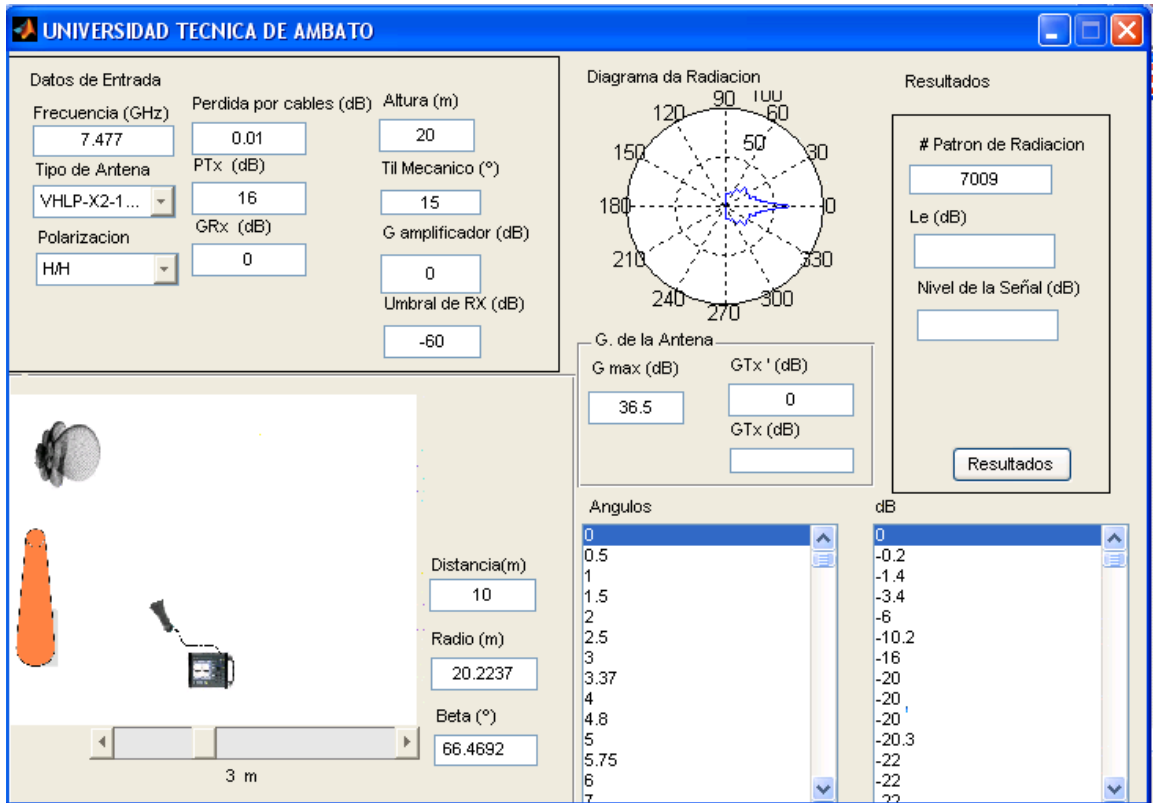 UNIVERSIDAD TECNICA DE AMBATO
Datos de Entrada
Frecuencia (GHz)
7.477
Tipo de Antena
VHLP-X2-1...
Polarizacion
H/H
Perdida por cables (dB)
0.01
PTx (dB)
16
GRx (dB)
0
Altura (m)
20
Til Mecanico (°)
15
G amplificador (dB)
0
Umbral de RX (dB)
-60
Diagrama da Radiacion
90
100
120
60
50
150
30
180
0
210
330
240
300
270
G. de la Antena
G max (dB)
36.5
GTx ' (dB)
0
GTx (dB)
Resultados
# Patron de Radiacion
7009
Le (dB)
Nivel de la Señal (dB)
Resultados
Distancia(m)
10
Radio (m)
20.2237
Beta (°)
66.4692
3 m
Angulos
0
0.5
1
1.5
2
2.5
3
3.37
4
4.8
5
5.75
6
7
dB
0
-0.2
-1.4
-3.4
-6
-10.2
-16
-20
-20
-20
-20.3
-22
-22
-22